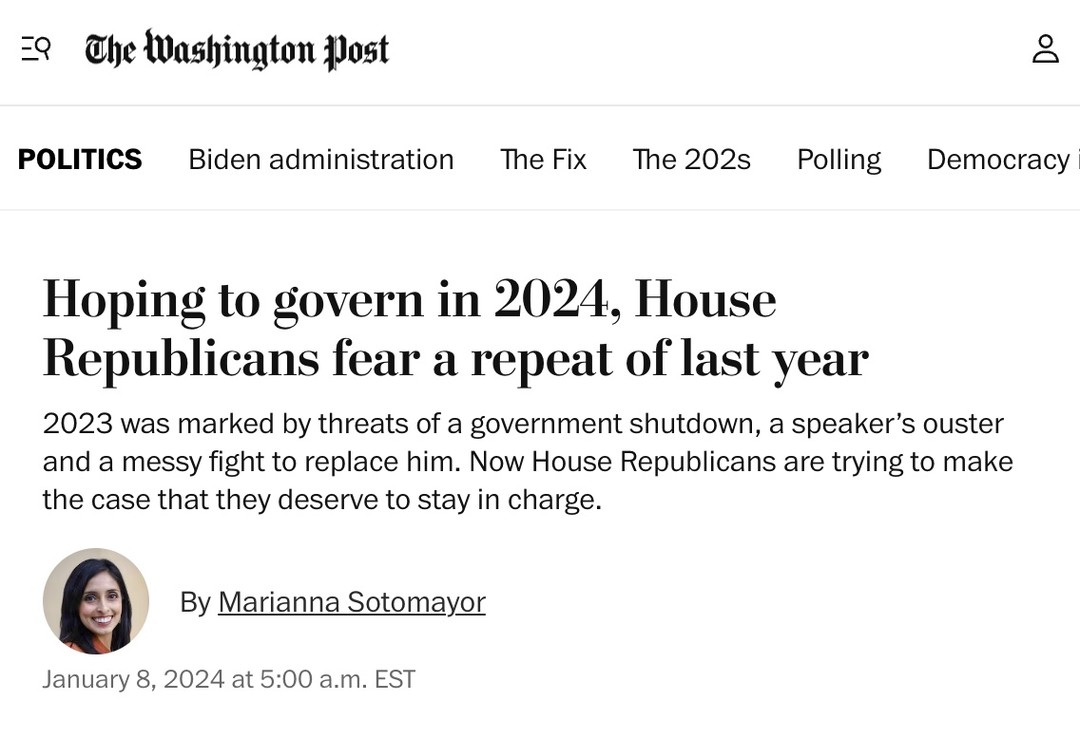 The Washington Post
POLITICS Biden administration The Fix The 202s Polling Democracy
Hoping to govern in 2024, House
Republicans fear a repeat of last year
2023 was marked by threats of a government shutdown, a speaker’s ouster
and a messy fight to replace him. Now House Republicans are trying to make
the case that they deserve to stay in charge.
By Marianna Sotomayor
January 8, 2024 at 5:00 a.m. EST